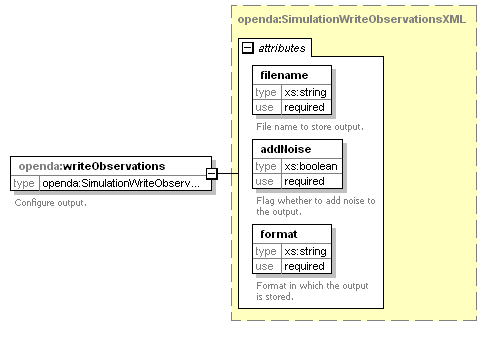 openda:SimulationWriteObservationsXML
attributes
filename
type xs:string
use required
File name to store output.
addNoise
type xs:boolean
use required
Flag whether to add noise to
the output.
openda:writeObservations
type openda:SimulationWriteObserv...
Configure output.
format
type xs:string
use required
Format in which the output
is stored.